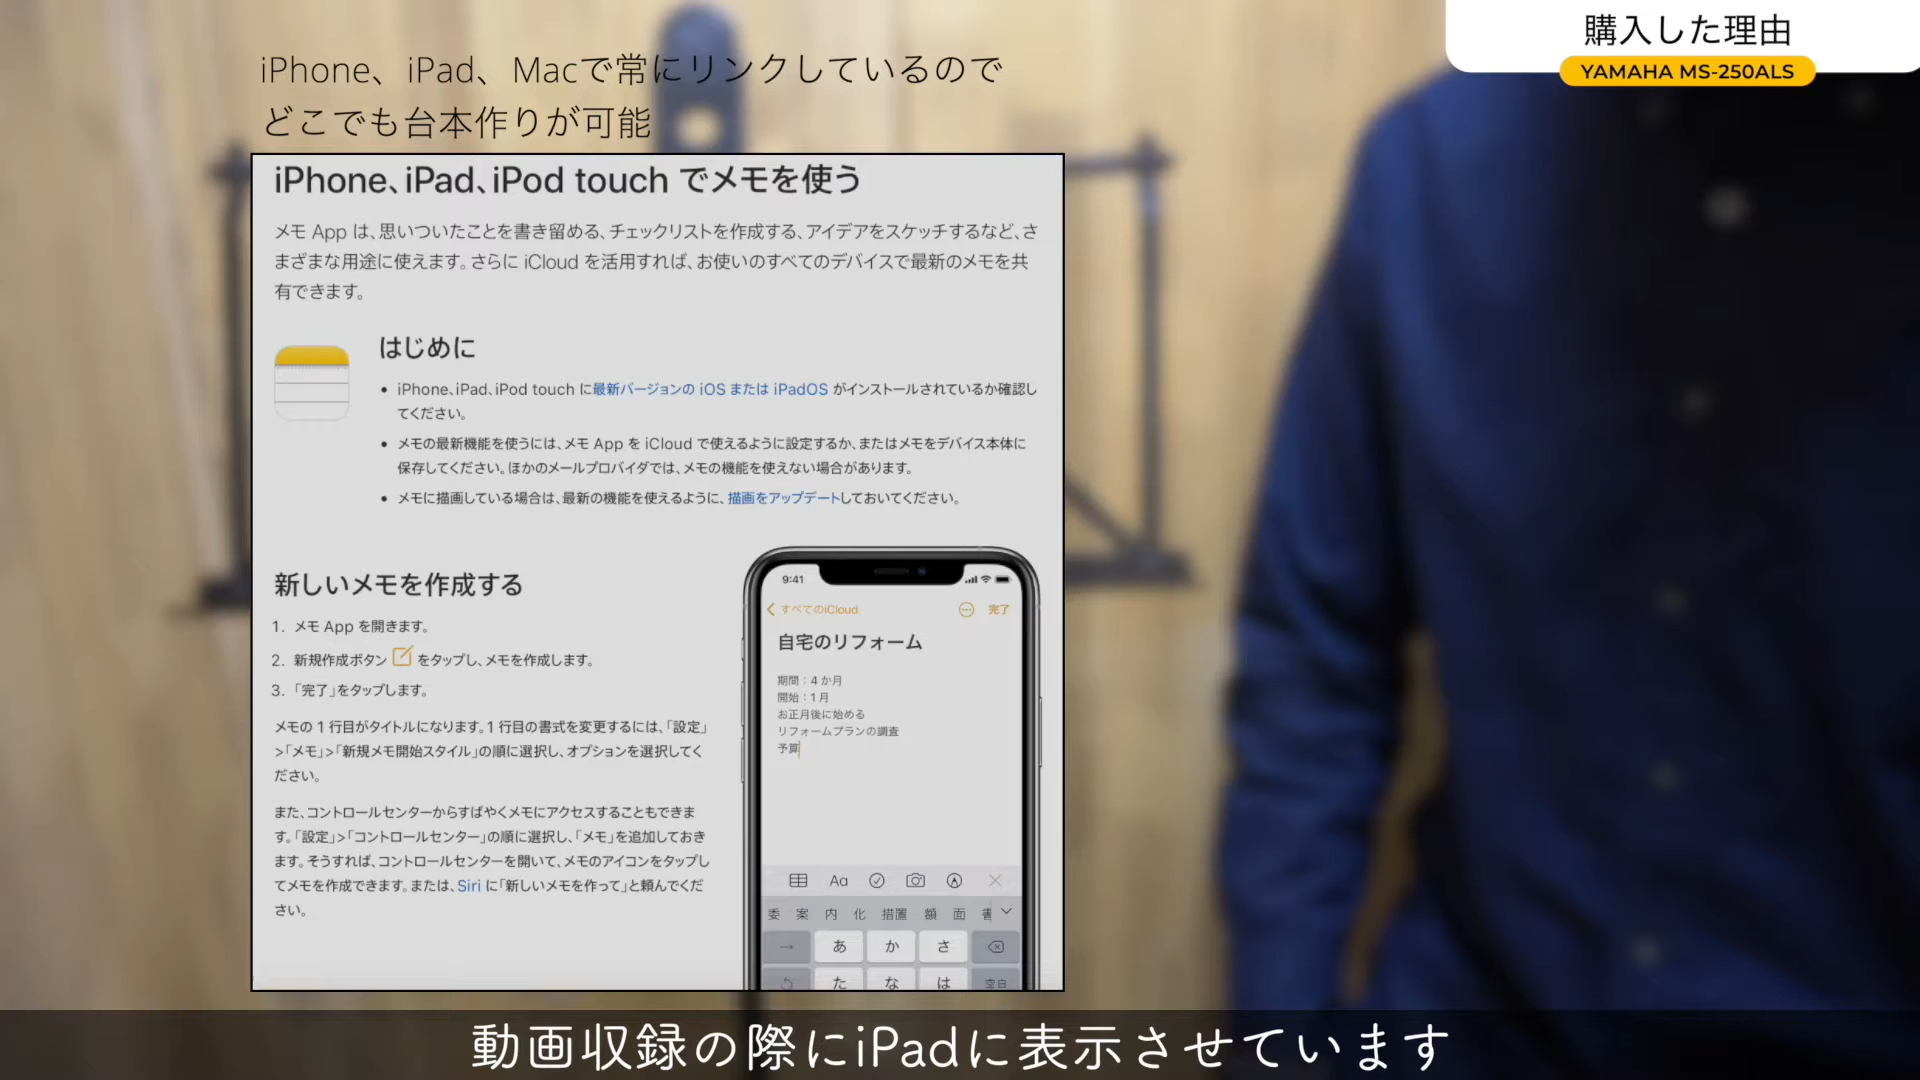 購入した理由
YAMAHA MS-250ALS
iPhone、iPad、Macで常にリンクしているので
どこでも台本作りが可能
iPhone、iPad、iPod touch でメモを使う
メモ App は、思いついたことを書き留める、チェックリストを作成する、アイデアをスケッチするなど、さ
まざまな用途に使えます。さらに iCloud を活用すれば、お使いのすべてのデバイスで最新のメモを共
有できます。
はじめに
• iPhone、iPad、iPod touch に最新バージョンの iOS または iPadOS がインストールされているか確認し
てください。
• メモの最新機能を使うには、メモ App を iCloud で使えるように設定するか、またはメモをデバイス本体に
保存してください。ほかのメールプロバイダでは、メモの機能を使えない場合があります。
• メモに描画している場合は、最新の機能を使えるように、描画をアップデートしておいてください。
新しいメモを作成する
1. メモ App を開きます。
2. 新規作成ボタン をタップし、メモを作成します。
3. 「完了」をタップします。
メモの 1 行目がタイトルになります。1 行目の書式を変更するには、「設定」
>「メモ」>「新規メモ開始スタイル」の順に選択し、オプションを選択してく
ださい。
また、コントロールセンターからすばやくメモにアクセスすることもできま
す。「設定」>「コントロールセンター」の順に選択し、「メモ」を追加しておき
ます。そうすれば、コントロールセンターを開いて、メモのアイコンをタップし
てメモを作成できます。または、Siri に「新しいメモを作って」と頼んでくだ
さい。
9:41
すべてのiCloud 完了
自宅のリフォーム
期間：4 か月
開始：1 月
お正月後に始める
リフォームプランの調査
予算
Aa
委 案 内 化 措置 額 面 書
あ か さ
た な は 空白
動画収録の際にiPadに表示させています